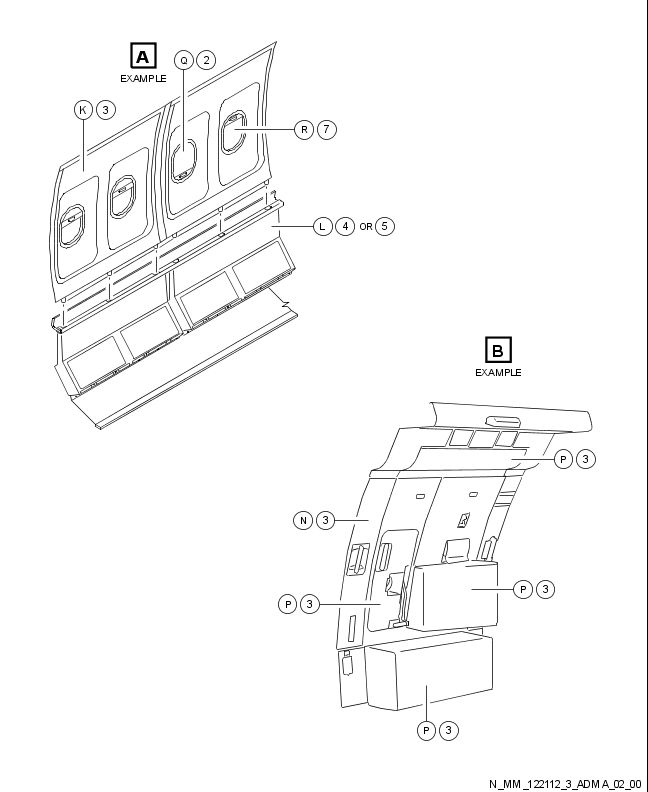 A
EXAMPLE
Q 2
K 3
R 7
L 4 OR 5
B
EXAMPLE
P 3
N 3
P 3
P 3
P 3
N_MM_122112_3_ADMA_02_00